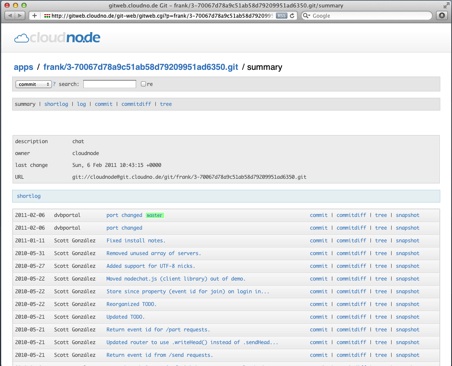 gitweb.cloudno.de Git – frank/3-70067d78a9c51ab58d79209951ad6350.git/summary
http://gitweb.cloudno.de/git-web/gitweb.cgi?p=frank/3-70067d78a9c51ab58d7920995 Google
cloudno.de
apps / frank/3-70067d78a9c51ab58d79209951ad6350.git / summary
commit ? search: re
summary | shortlog | log | commit | commitdiff | tree
description chat
owner cloudnode
last change Sun, 6 Feb 2011 10:43:15 +0000
URL git://cloudnode@git.cloudno.de/git/frank/3-70067d78a9c51ab58d79209951ad6350.git
shortlog
2011-02-06 dvbportal port changed master commit | commitdiff | tree | snapshot
2011-02-06 dvbportal port changed commit | commitdiff | tree | snapshot
2011-01-11 Scott González Fixed install notes. commit | commitdiff | tree | snapshot
2010-05-31 Scott González Removed unused array of servers. commit | commitdiff | tree | snapshot
2010-05-27 Scott González Added support for UTF-8 nicks. commit | commitdiff | tree | snapshot
2010-05-22 Scott González Moved nodechat.js (client library) out of demo. commit | commitdiff | tree | snapshot
2010-05-22 Scott González Store since property (event id for join) on login in... commit | commitdiff | tree | snapshot
2010-05-22 Scott González Reorganized TODO. commit | commitdiff | tree | snapshot
2010-05-21 Scott González Updated TODO. commit | commitdiff | tree | snapshot
2010-05-21 Scott González Return event id for /part requests. commit | commitdiff | tree | snapshot
2010-05-21 Scott González Updated router to use .writeHead() instead of .sendHea... commit | commitdiff | tree | snapshot
2010-05-21 Scott González Return event id from /send requests. commit | commitdiff | tree | snapshot